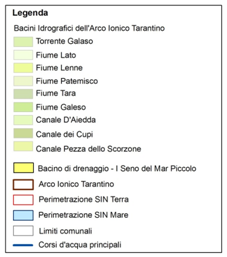 Legenda
Bacini Idrografici dell'Arco Ionico Tarantino
Torrente Galaso
Fiume Lato
Fiume Lenne
Fiume Patemisco
Fiume Tara
Fiume Galeso
Canale D'Aiedda
Canale dei Cupi
Canale Pezza dello Scorzone
Bacino di drenaggio - I Seno del Mar Piccolo
Arco Ionico Tarantino
Perimetrazione SIN Terra
Perimetrazione SIN Mare
Limiti comunali
Corsi d'acqua principali